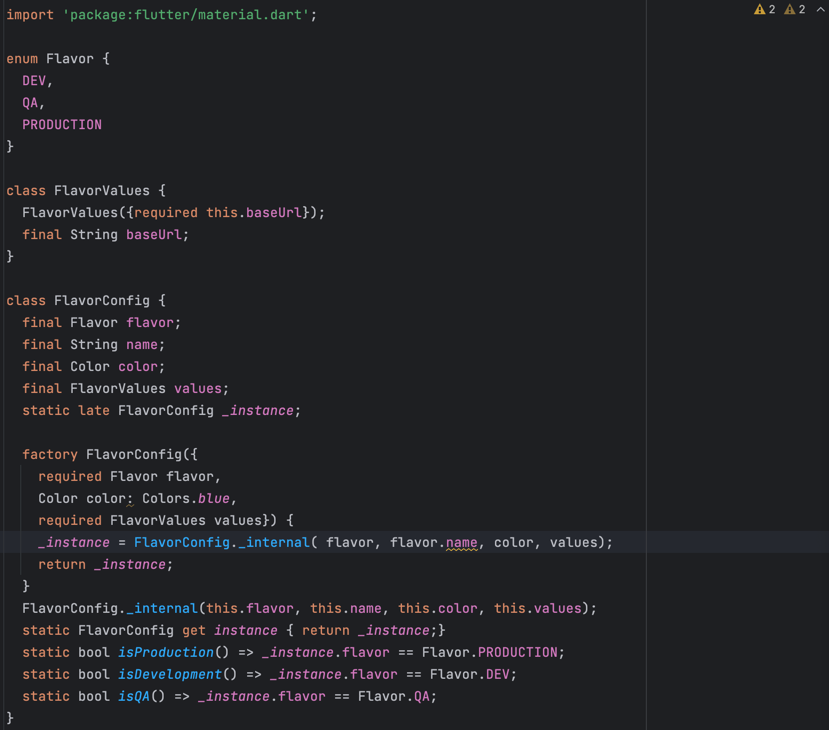 import 'package:flutter/material.dart';
2 2
enum Flavor {
DEV,
QA,
PRODUCTION
}
class FlavorValues {
FlavorValues({required this.baseUrl});
final String baseUrl;
}
class FlavorConfig {
final Flavor flavor;
final String name;
final Color color;
final FlavorValues values;
static late FlavorConfig _instance;
factory FlavorConfig({
required Flavor flavor,
Color color: Colors.blue,
required FlavorValues values}) {
_instance = FlavorConfig._internal( flavor, flavor.name, color, values);
return _instance;
}
FlavorConfig._internal(this.flavor, this.name, this.color, this.values);
static FlavorConfig get instance { return _instance;}
static bool isProduction() => _instance.flavor == Flavor.PRODUCTION;
static bool isDevelopment() => _instance.flavor == Flavor.DEV;
static bool isQA() => _instance.flavor == Flavor.QA;
}